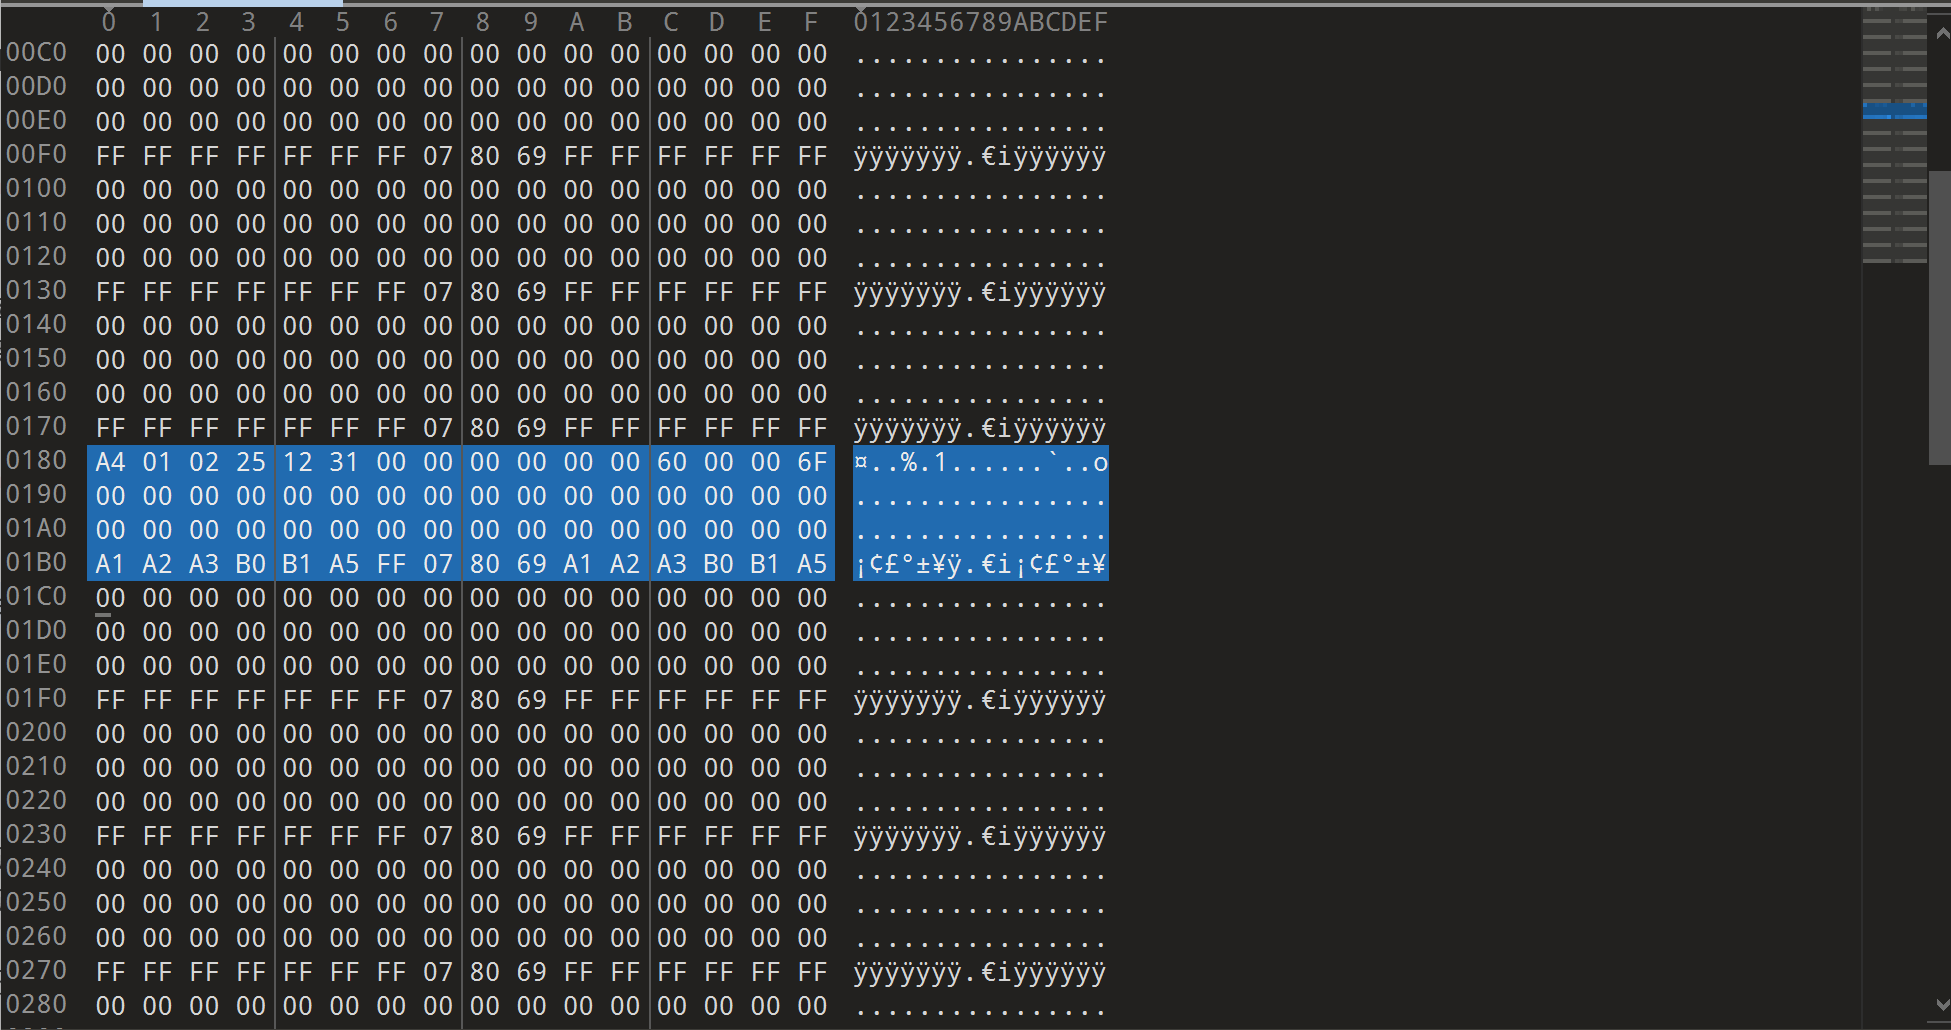 0 1 2 3 4 5 6 7 8 9 A B C D E F 0123456789ABCDEF
00C0 00 00 00 00 00 00 00 00 00 00 00 00 00 00 00 00 ................
00D0 00 00 00 00 00 00 00 00 00 00 00 00 00 00 00 00 ................
00E0 00 00 00 00 00 00 00 00 00 00 00 00 00 00 00 00 ................
00F0 FF FF FF FF FF FF FF 07 80 69 FF FF FF FF FF FF ÿÿÿÿÿÿÿ.€iÿÿÿÿÿÿ
0100 00 00 00 00 00 00 00 00 00 00 00 00 00 00 00 00 ................
0110 00 00 00 00 00 00 00 00 00 00 00 00 00 00 00 00 ................
0120 00 00 00 00 00 00 00 00 00 00 00 00 00 00 00 00 ................
0130 FF FF FF FF FF FF FF 07 80 69 FF FF FF FF FF FF ÿÿÿÿÿÿÿ.€iÿÿÿÿÿÿ
0140 00 00 00 00 00 00 00 00 00 00 00 00 00 00 00 00 ................
0150 00 00 00 00 00 00 00 00 00 00 00 00 00 00 00 00 ................
0160 00 00 00 00 00 00 00 00 00 00 00 00 00 00 00 00 ................
0170 FF FF FF FF FF FF FF 07 80 69 FF FF FF FF FF FF ÿÿÿÿÿÿÿ.€iÿÿÿÿÿÿ
0180 A4 01 02 25 12 31 00 00 00 00 00 00 60 00 00 6F ¤..%.1......`..o
0190 00 00 00 00 00 00 00 00 00 00 00 00 00 00 00 00 ................
01A0 00 00 00 00 00 00 00 00 00 00 00 00 00 00 00 00 ................
01B0 A1 A2 A3 B0 B1 A5 FF 07 80 69 A1 A2 A3 B0 B1 A5 ¡¢£°±¥ÿ.€i¡¢£°±¥
01C0 00 00 00 00 00 00 00 00 00 00 00 00 00 00 00 00 ................
01D0 00 00 00 00 00 00 00 00 00 00 00 00 00 00 00 00 ................
01E0 00 00 00 00 00 00 00 00 00 00 00 00 00 00 00 00 ................
01F0 FF FF FF FF FF FF FF 07 80 69 FF FF FF FF FF FF ÿÿÿÿÿÿÿ.€iÿÿÿÿÿÿ
0200 00 00 00 00 00 00 00 00 00 00 00 00 00 00 00 00 ................
0210 00 00 00 00 00 00 00 00 00 00 00 00 00 00 00 00 ................
0220 00 00 00 00 00 00 00 00 00 00 00 00 00 00 00 00 ................
0230 FF FF FF FF FF FF FF 07 80 69 FF FF FF FF FF FF ÿÿÿÿÿÿÿ.€iÿÿÿÿÿÿ
0240 00 00 00 00 00 00 00 00 00 00 00 00 00 00 00 00 ................
0250 00 00 00 00 00 00 00 00 00 00 00 00 00 00 00 00 ................
0260 00 00 00 00 00 00 00 00 00 00 00 00 00 00 00 00 ................
0270 FF FF FF FF FF FF FF 07 80 69 FF FF FF FF FF FF ÿÿÿÿÿÿÿ.€iÿÿÿÿÿÿ
0280 00 00 00 00 00 00 00 00 00 00 00 00 00 00 00 00 ................